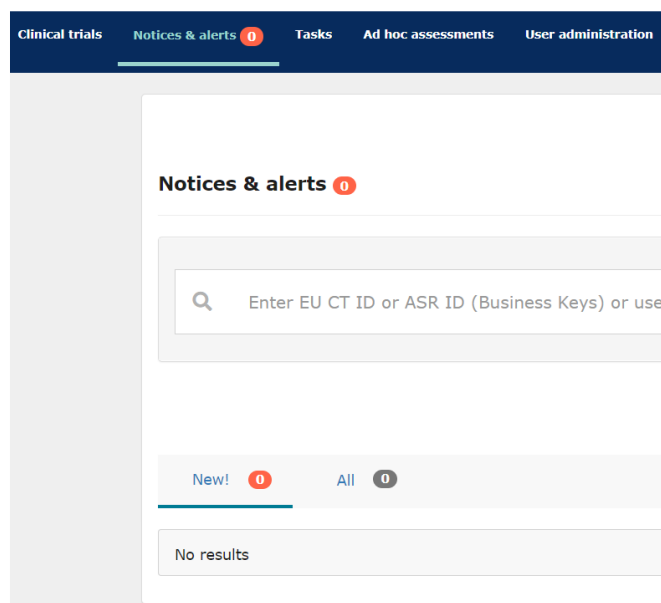 Clinical trials Notices & alerts 0 Tasks Ad hoc assessments User administration
Notices & alerts 0
Enter EU CT ID or ASR ID (Business Keys) or use
New! 0 All 0
No results